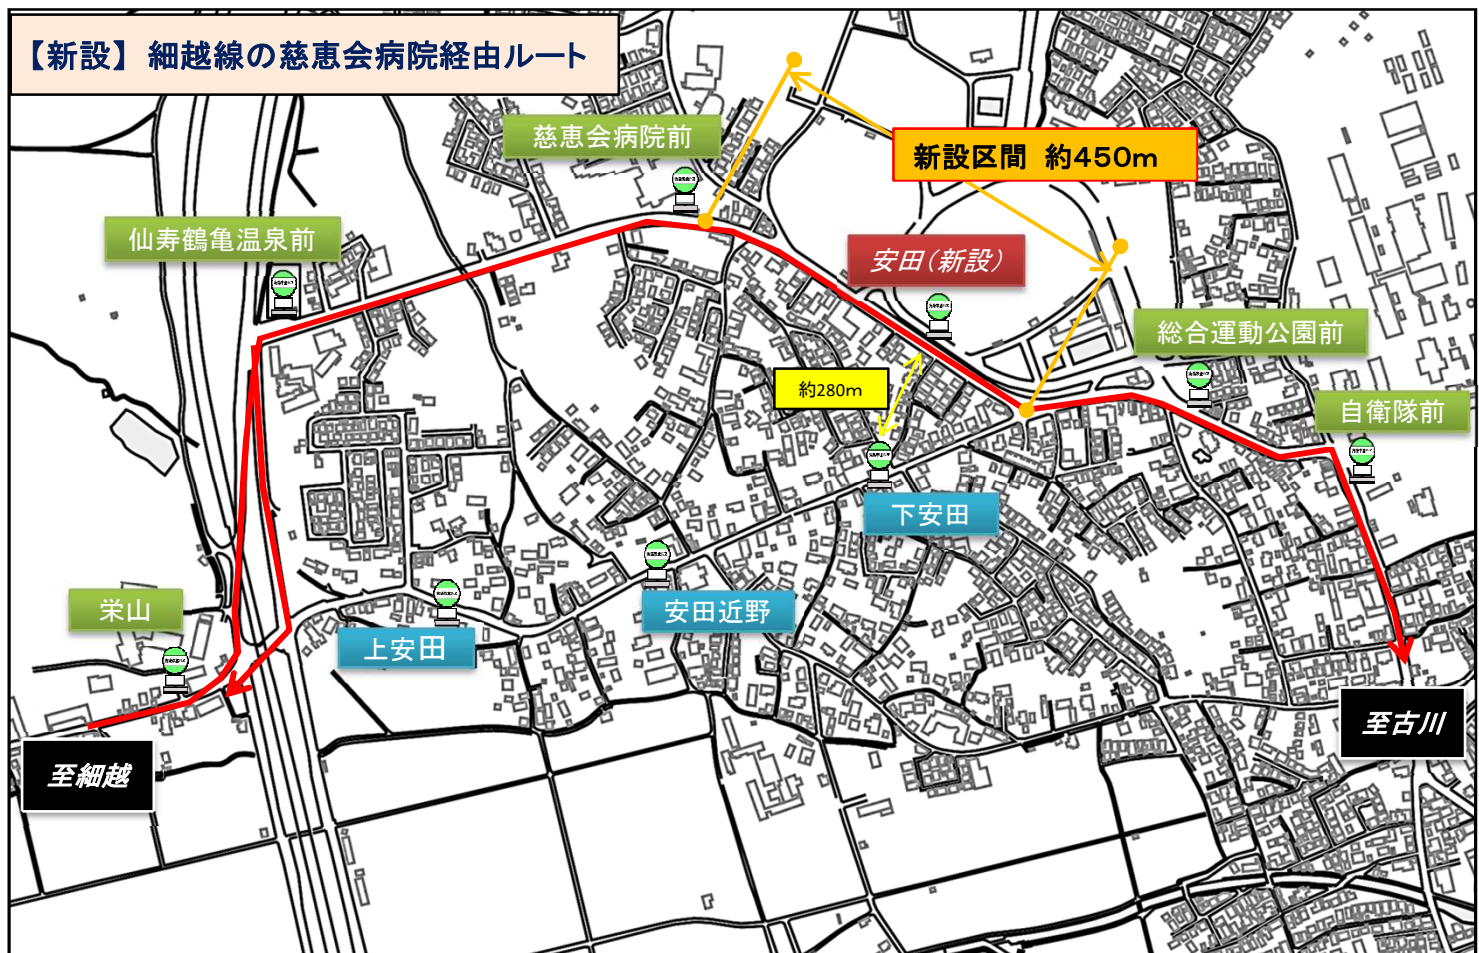 【新設】 細越線の慈恵会病院経由ルート
慈恵会病院前
新設区間 約450m
仙寿鶴亀温泉前
安田(新設)
総合運動公園前
約280m
自衛隊前
下安田
栄山
安田近野
上安田
至古川
至細越